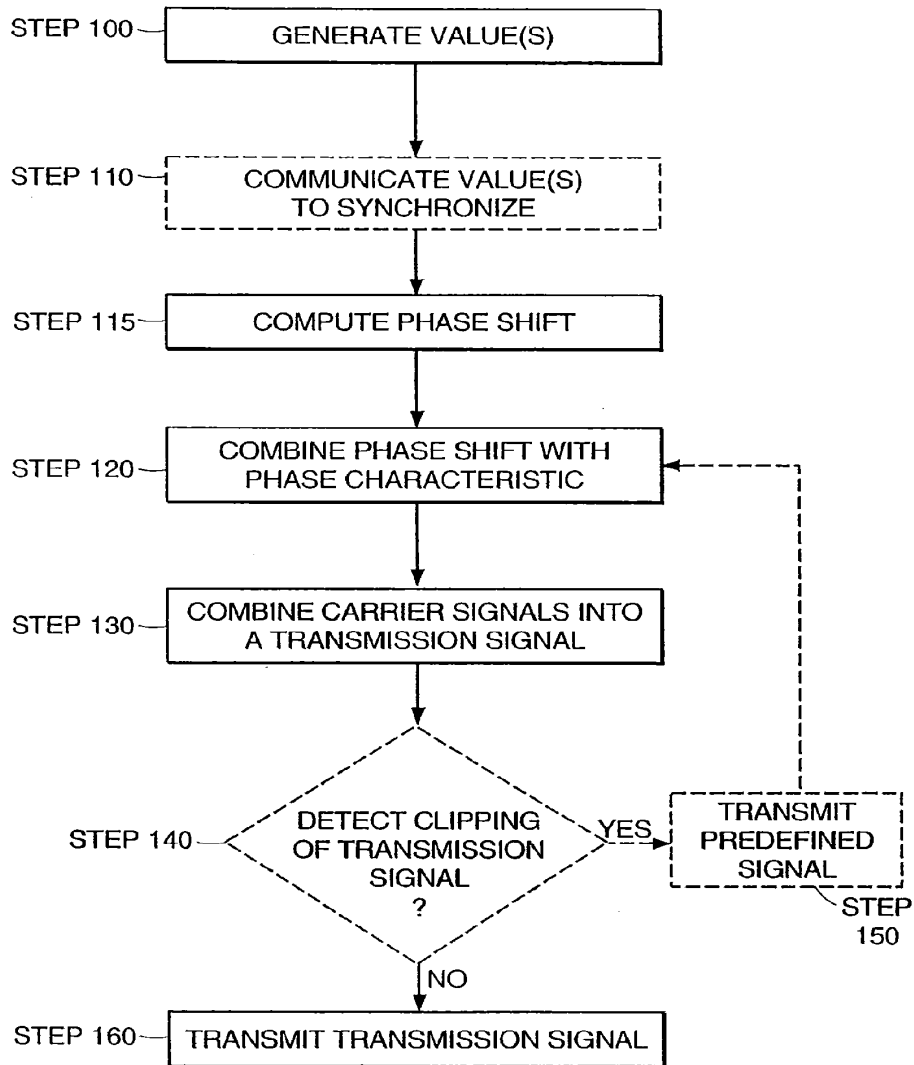 STEP 100
GENERATE VALUE(S)
STEP 110
COMMUNICATE VALUE(S)
TO SYNCHRONIZE
STEP 115
COMPUTE PHASE SHIFT
STEP 120
COMBINE PHASE SHIFT WITH
PHASE CHARACTERISTIC
STEP 130
COMBINE CARRIER SIGNALS INTO
A TRANSMISSION SIGNAL
STEP 140
DETECT CLIPPING
OF TRANSMISSION
SIGNAL
?
YES
TRANSMIT
PREDEFINED
SIGNAL
STEP
150
NO
STEP 160
TRANSMIT TRANSMISSION SIGNAL